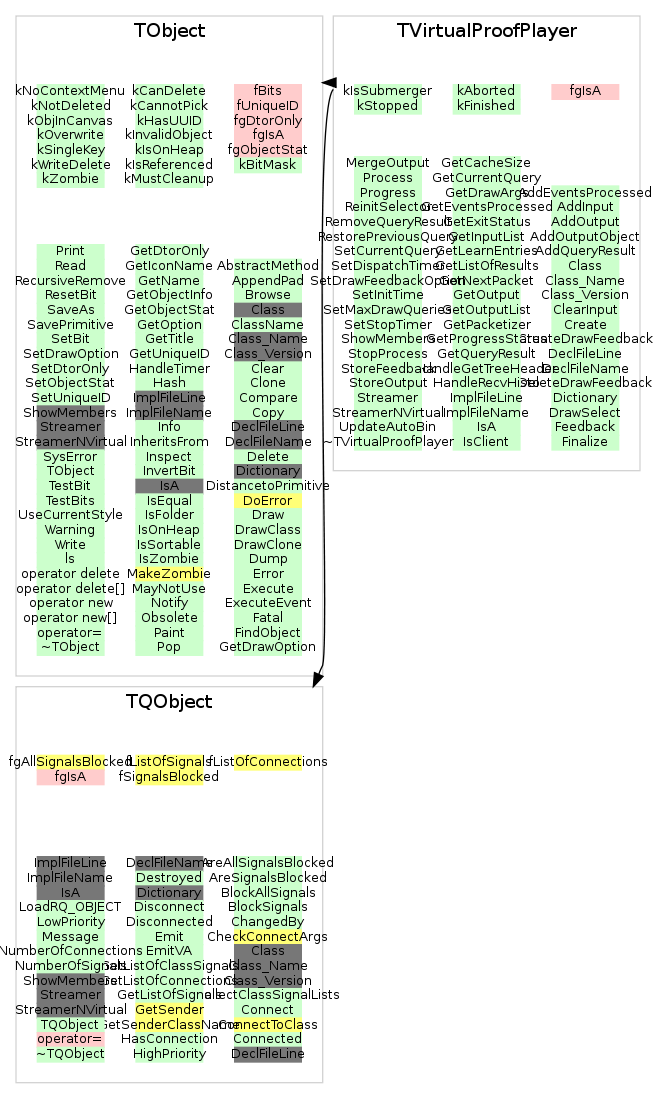 TObject
kNoContextMenu
kNotDeleted
kObjInCanvas
kOverwrite
kSingleKey
kWriteDelete
kZombie
kCanDelete
kCannotPick
kHasUUID
kInvalidObject
kIsOnHeap
kIsReferenced
kMustCleanup
fBits
fUniqueID
fgDtorOnly
fgIsA
fgObjectStat
kBitMask
Print
Read
RecursiveRemove
ResetBit
SaveAs
SavePrimitive
SetBit
SetDrawOption
SetDtorOnly
SetObjectStat
SetUniqueID
ShowMembers
Streamer
StreamerNVirtual
SysError
TObject
TestBit
TestBits
UseCurrentStyle
Warning
Write
ls
operator delete
operator delete[]
operator new
operator new[]
operator=
~TObject
GetDtorOnly
GetIconName
GetName
GetObjectInfo
GetObjectStat
GetOption
GetTitle
GetUniqueID
HandleTimer
Hash
ImplFileLine
ImplFileName
Info
InheritsFrom
Inspect
InvertBit
IsA
IsEqual
IsFolder
IsOnHeap
IsSortable
IsZombie
MakeZombie
MayNotUse
Notify
Obsolete
Paint
Pop
AbstractMethod
AppendPad
Browse
Class
ClassName
Class_Name
Class_Version
Clear
Clone
Compare
Copy
DeclFileLine
DeclFileName
Delete
Dictionary
DistancetoPrimitive
DoError
Draw
DrawClass
DrawClone
Dump
Error
Execute
ExecuteEvent
Fatal
FindObject
GetDrawOption
TVirtualProofPlayer
kIsSubmerger
kStopped
kAborted
kFinished
fgIsA
MergeOutput
Process
Progress
ReinitSelector
RemoveQueryResult
RestorePreviousQuery
SetCurrentQuery
SetDispatchTimer
SetDrawFeedbackOption
SetInitTime
SetMaxDrawQueries
SetStopTimer
ShowMembers
StopProcess
StoreFeedback
StoreOutput
Streamer
StreamerNVirtual
UpdateAutoBin
~TVirtualProofPlayer
GetCacheSize
GetCurrentQuery
GetDrawArgs
GetEventsProcessed
GetExitStatus
GetInputList
GetLearnEntries
GetListOfResults
GetNextPacket
GetOutput
GetOutputList
GetPacketizer
GetProgressStatus
GetQueryResult
HandleGetTreeHeader
HandleRecvHisto
ImplFileLine
ImplFileName
IsA
IsClient
AddEventsProcessed
AddInput
AddOutput
AddOutputObject
AddQueryResult
Class
Class_Name
Class_Version
ClearInput
Create
CreateDrawFeedback
DeclFileLine
DeclFileName
DeleteDrawFeedback
Dictionary
DrawSelect
Feedback
Finalize
TQObject
fgAllSignalsBlocked
fgIsA
fListOfSignals
fSignalsBlocked
fListOfConnections
ImplFileLine
ImplFileName
IsA
LoadRQ_OBJECT
LowPriority
Message
NumberOfConnections
NumberOfSignals
ShowMembers
Streamer
StreamerNVirtual
TQObject
operator=
~TQObject
DeclFileName
Destroyed
Dictionary
Disconnect
Disconnected
Emit
EmitVA
GetListOfClassSignals
GetListOfConnections
GetListOfSignals
GetSender
GetSenderClassName
HasConnection
HighPriority
AreAllSignalsBlocked
AreSignalsBlocked
BlockAllSignals
BlockSignals
ChangedBy
CheckConnectArgs
Class
Class_Name
Class_Version
CollectClassSignalLists
Connect
ConnectToClass
Connected
DeclFileLine